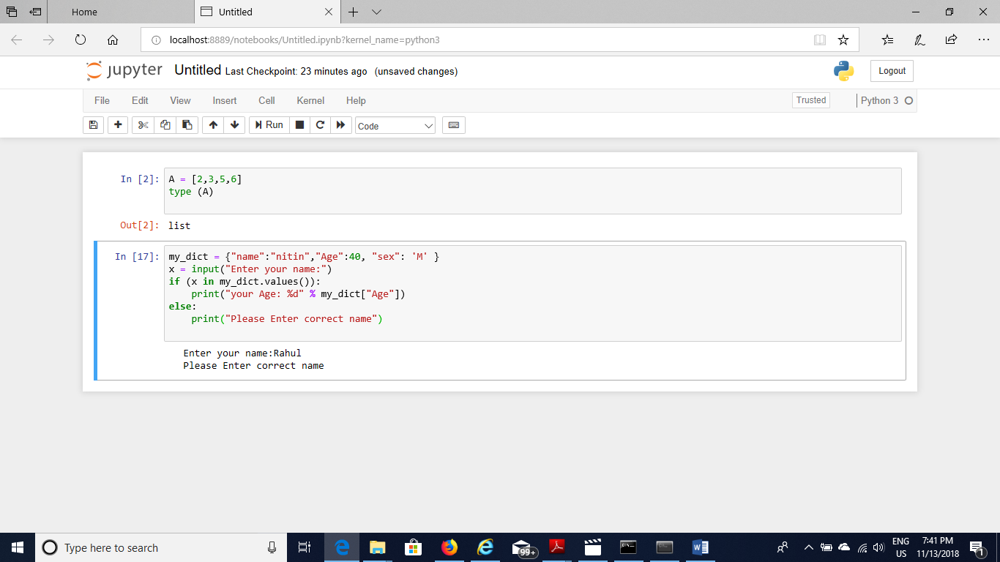 Home
Untitled
localhost:8889/notebooks/Untitled.ipynb?kernel_name=python3
jupyter Untitled Last Checkpoint: 23 minutes ago (unsaved changes)
Logout
File Edit View Insert Cell Kernel Help
Trusted
Python 3
Run
Code
In [2]: A = [2,3,5,6]
type (A)
Out[2]: list
In [17]: my_dict = {"name":"nitin","Age":40, "sex": 'M' }
x = input("Enter your name:")
if (x in my_dict.values()):
    print("your Age: %d" % my_dict["Age"])
else:
    print("Please Enter correct name")
Enter your name:Rahul
Please Enter correct name
Type here to search
99+
ENG
US
7:41 PM
11/13/2018
1